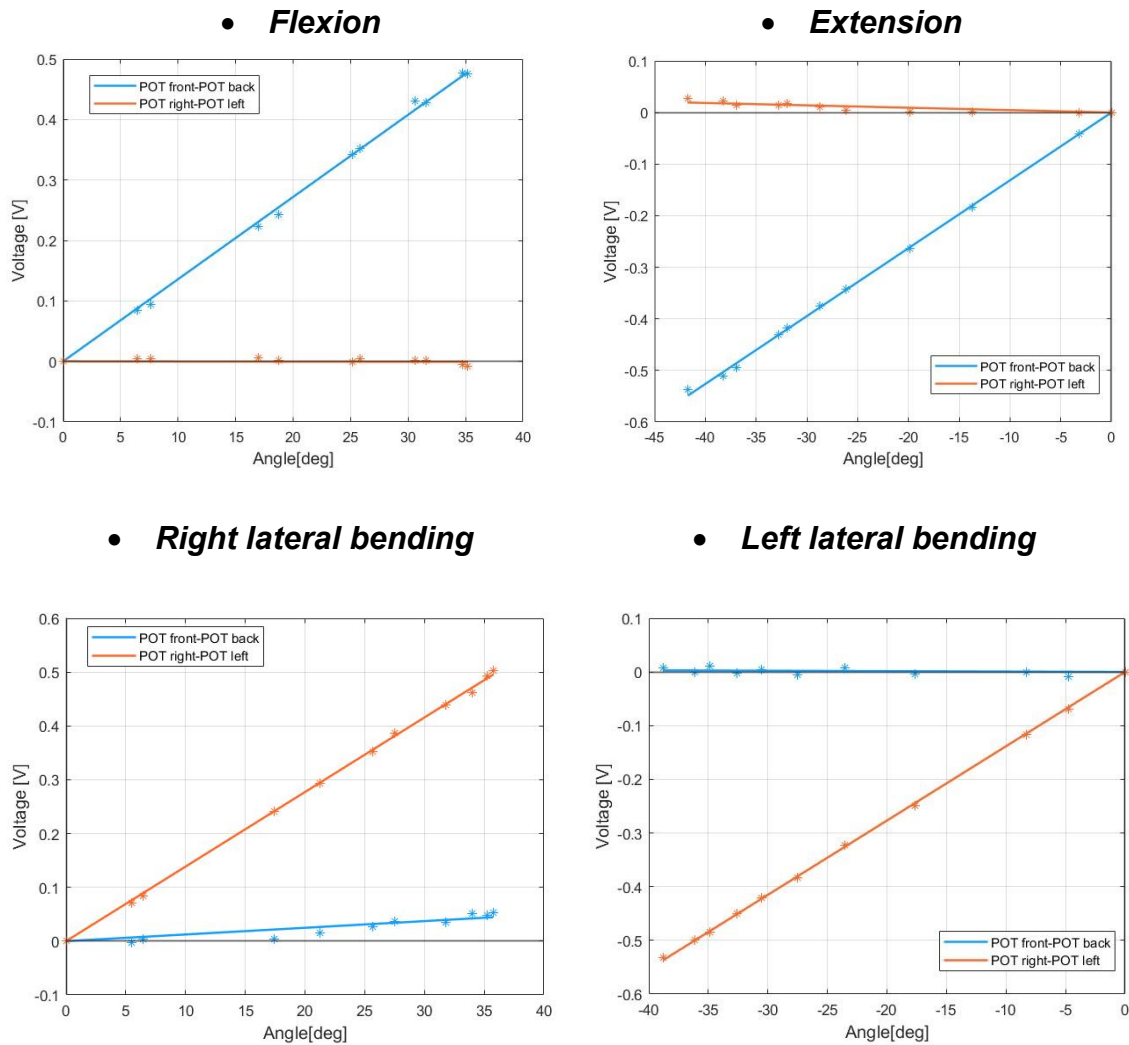 • Flexion
0.5
0.4
0.3
0.2
0.1
0
-0.1
Voltage [V]
POT front-POT back
POT right-POT left
0 5 10 15 20 25 30 35 40
Angle[deg]
• Extension
0.1
0
-0.1
-0.2
-0.3
-0.4
-0.5
-0.6
Voltage [V]
POT front-POT back
POT right-POT left
-45 -40 -35 -30 -25 -20 -15 -10 -5 0
Angle[deg]
• Right lateral bending
0.6
0.5
0.4
0.3
0.2
0.1
0
-0.1
Voltage [V]
POT front-POT back
POT right-POT left
0 5 10 15 20 25 30 35 40
Angle[deg]
• Left lateral bending
0.1
0
-0.1
-0.2
-0.3
-0.4
-0.5
-0.6
Voltage [V]
POT front-POT back
POT right-POT left
-40 -35 -30 -25 -20 -15 -10 -5 0
Angle[deg]